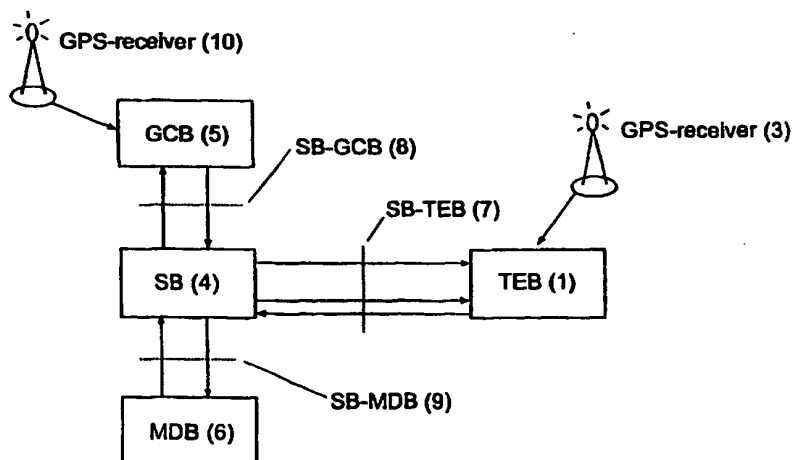 GPS-receiver (10)
GCB (5)
SB-GCB (8)
GPS-receiver (3)
SB-TEB (7)
SB (4)
TEB (1)
SB-MDB (9)
MDB (6)